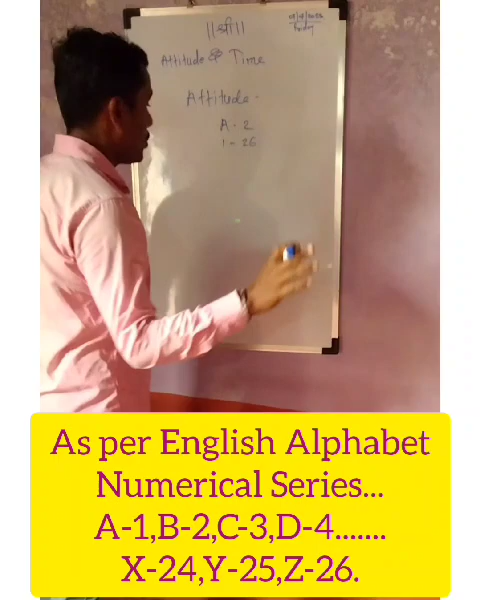 ||श्री||
Friday
Attitude & Time
Attitude -
A - 2
1 - 26
As per English Alphabet
Numerical Series...
A-1,B-2,C-3,D-4.......
X-24,Y-25,Z-26.